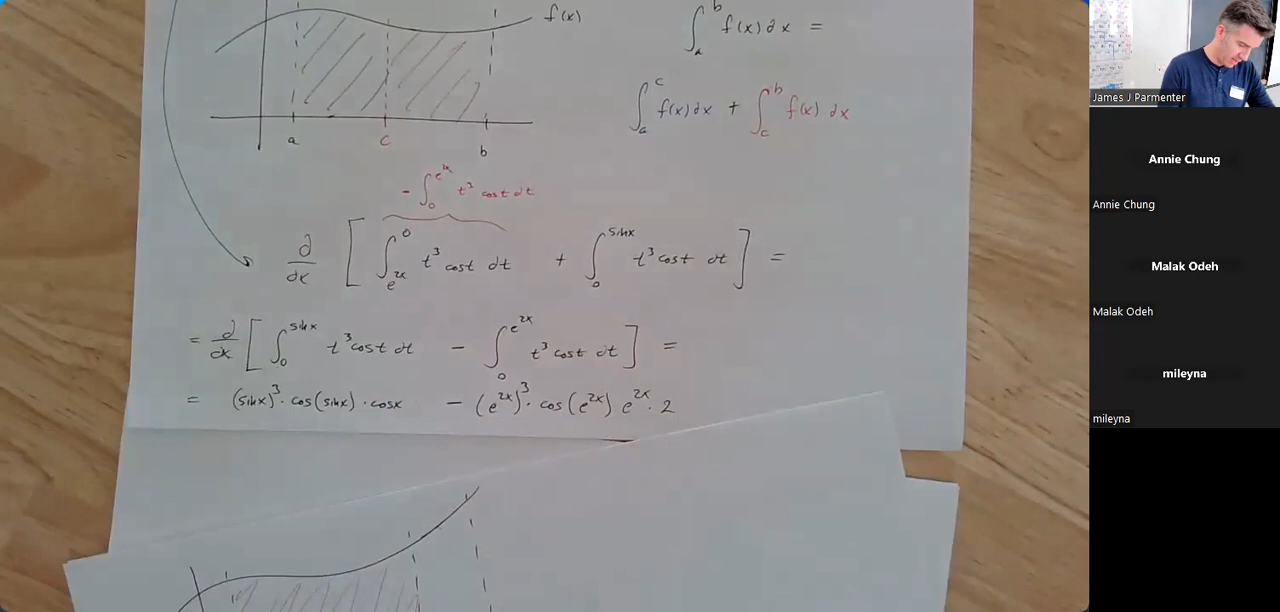 f(x)
∫_a^b f(x) dx =
∫_a^c f(x) dx + ∫_c^b f(x) dx
a c b
- ∫_0^{e^{2x}} t^3 cos t dt
d/dx [ ∫_{e^{2x}}^0 t^3 cos t dt + ∫_0^{sin x} t^3 cos t dt ] =
= d/dx [ ∫_0^{sin x} t^3 cos t dt - ∫_0^{e^{2x}} t^3 cos t dt ] =
= (sin x)^3 · cos(sin x) · cos x - (e^{2x})^3 · cos(e^{2x}) e^{2x} · 2
James J Parmenter
Annie Chung
Annie Chung
Malak Odeh
Malak Odeh
mileyna
mileyna